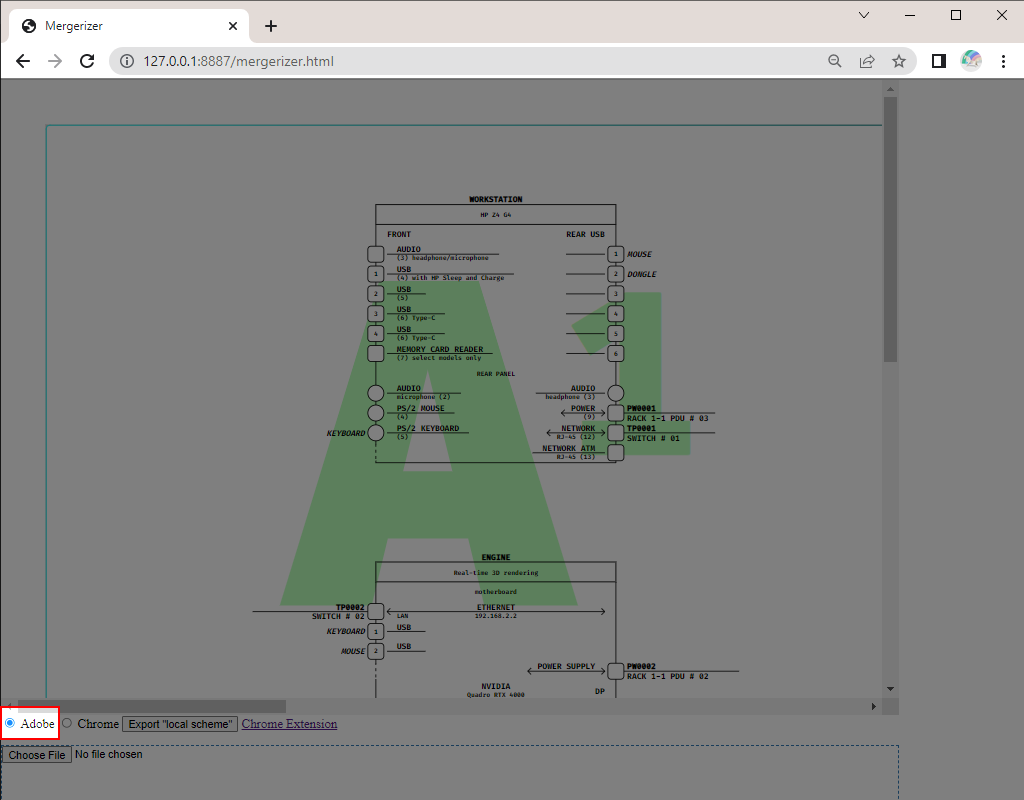 Mergerizer
127.0.0.1:8887/mergerizer.html
A1
WORKSTATION
HP Z4 G4
FRONT
REAR USB
AUDIO
(3) headphone/microphone
1
MOUSE
1
USB
(4) with HP Sleep and Charge
2
DONGLE
2
USB
(5)
3
3
USB
(6) Type-C
4
4
USB
(6) Type-C
5
MEMORY CARD READER
(7) select models only
6
REAR PANEL
AUDIO
microphone (2)
AUDIO
headphone (3)
PS/2 MOUSE
(4)
POWER
(9)
PW0001
RACK 1-1 PDU # 03
KEYBOARD
PS/2 KEYBOARD
(5)
NETWORK
RJ-45 (12)
TP0001
SWITCH # 01
NETWORK ATM
RJ-45 (13)
ENGINE
Real-time 3D rendering
motherboard
TP0002
SWITCH # 02
LAN
ETHERNET
192.168.2.2
KEYBOARD
1
USB
MOUSE
2
USB
POWER SUPPLY
PW0002
RACK 1-1 PDU # 02
NVIDIA
Quadro RTX 4000
DP
Adobe Chrome Export "local scheme" Chrome Extension
Choose File No file chosen